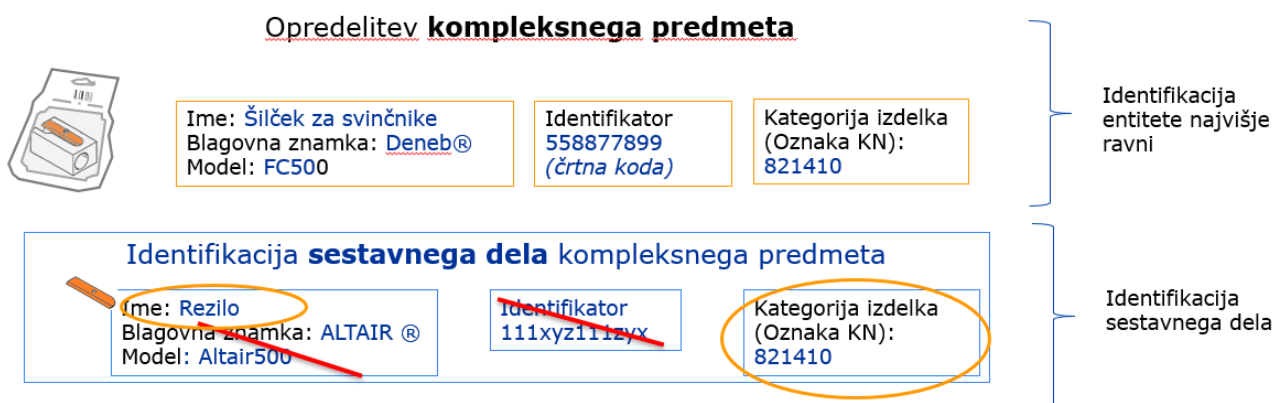 Opredelitev kompleksnega predmeta
Ime: Šilček za svinčnike
Blagovna znamka: Deneb®
Model: FC500
Identifikator
558877899
(črtna koda)
Kategorija izdelka
(Oznaka KN):
821410
Identifikacija
entitete najvišje
ravni
Identifikacija sestavnega dela kompleksnega predmeta
Ime: Rezilo
Blagovna znamka: ALTAIR ®
Model: Altair500
Identifikator
111xyz111zyx
Kategorija izdelka
(Oznaka KN):
821410
Identifikacija
sestavnega dela